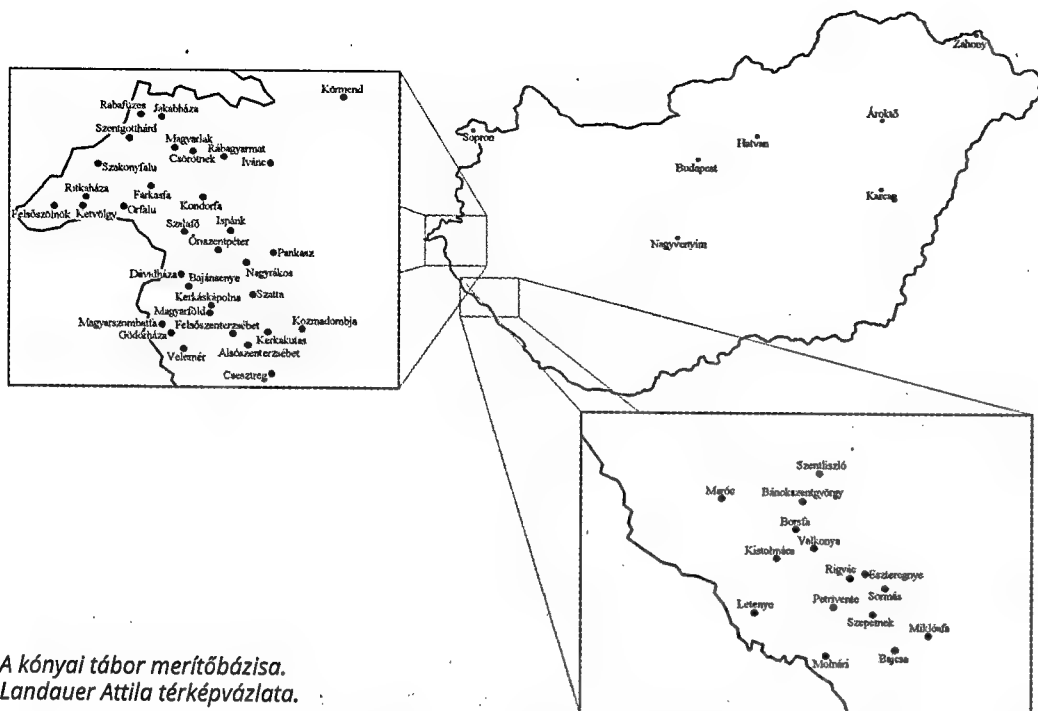 Zahony
Körmend
Rabafüzes
Jakabháza
Ároktő
Szentgotthárd
Sopron
Magyarlak
Hatvan
Csörötnek
Rábagyarmat
Ivánc
Szakonyfalu
Budapest
Ritkaháza
Farkasfa
Karcag
Felsőszölnök
Ketvölgy
Orfalu
Kondorfa
Szalafő
Ispánk
Őriszentpéter
Nagyvenyim
Pankasz
Nagyrákos
Dávidháza
Bajánsenye
Kerkáskápolna
Szatta
Magyarföld
Magyarszombatfa
Felsőszenterzsébet
Kozmadombja
Gödörháza
Kerkakutas
Velemér
Alsószenterzsébet
Csesztreg
Szentliszló
Maróc
Bánokszentgyörgy
Borsfa
Valkonya
Kistolmács
Rigyác
Eszteregnye
Sormás
Letenye
Petrivente
Szepetnek
Miklósfa
Molnári
Bajcsa
A kónyai tábor merítőbázisa.
Landauer Attila térképvázlata.